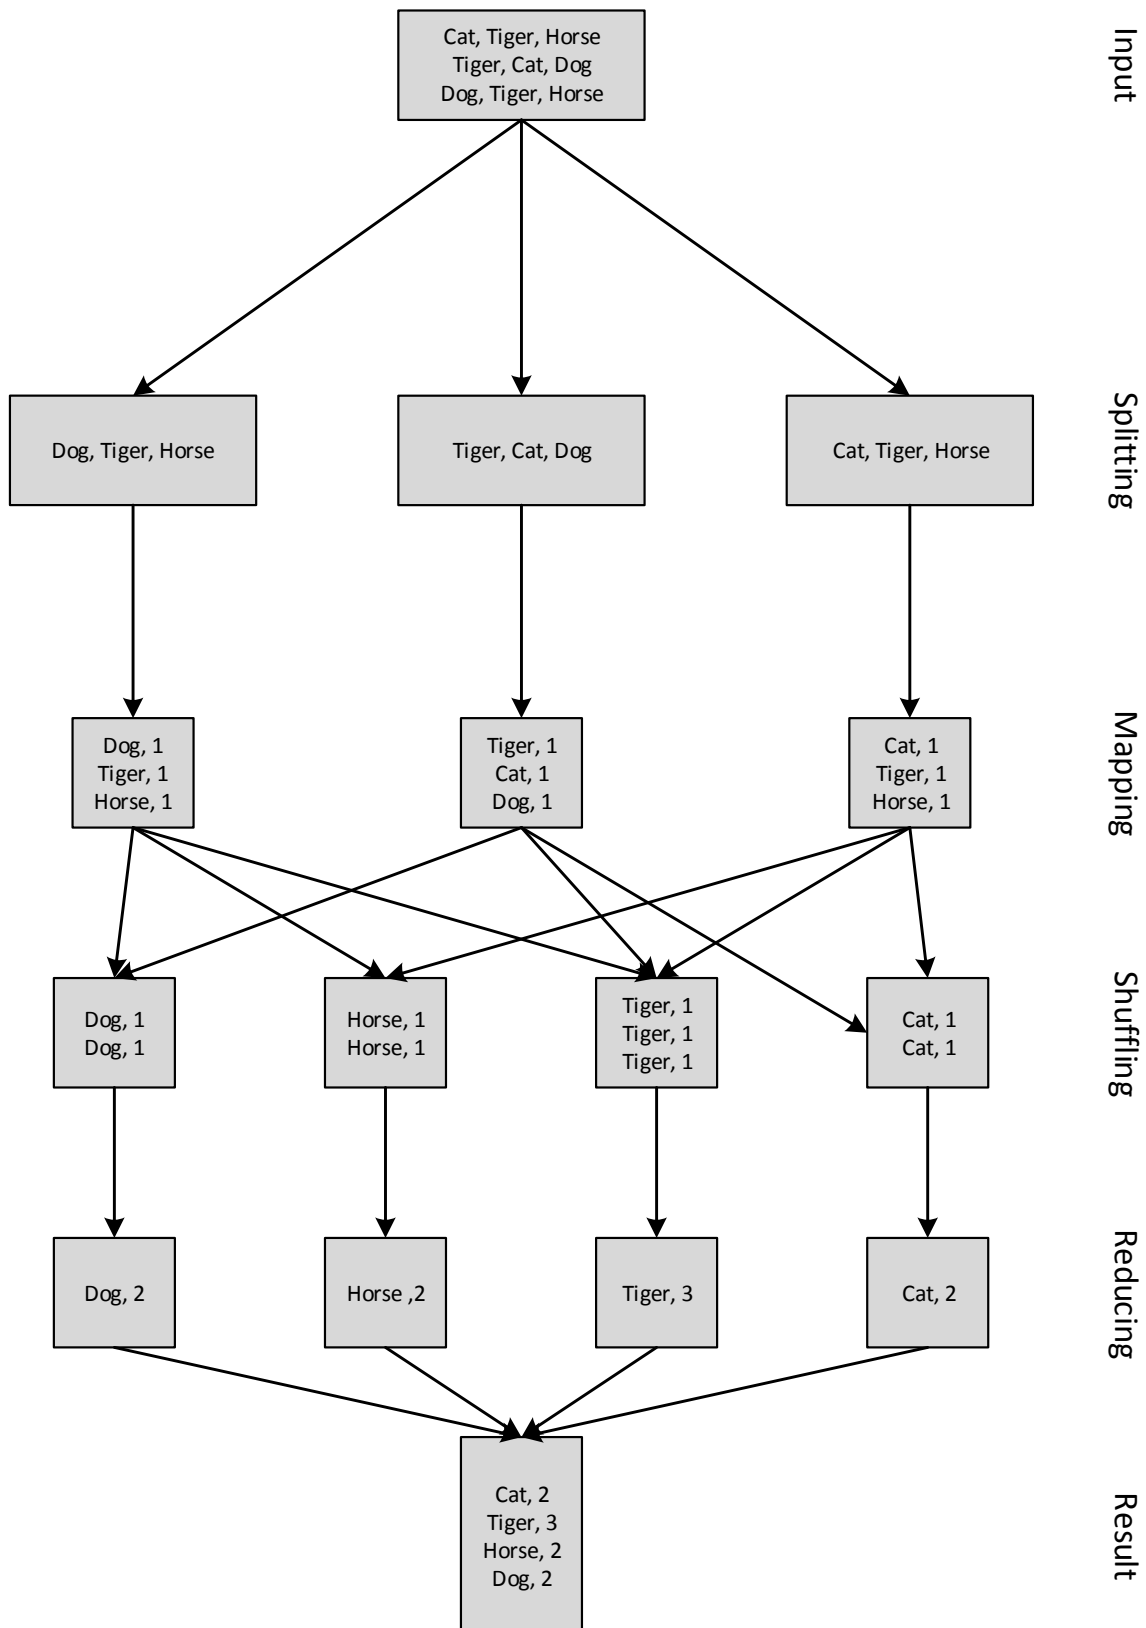 Cat, Tiger, Horse
Tiger, Cat, Dog
Dog, Tiger, Horse
Input
Dog, Tiger, Horse
Tiger, Cat, Dog
Cat, Tiger, Horse
Splitting
Dog, 1
Tiger, 1
Horse, 1
Tiger, 1
Cat, 1
Dog, 1
Cat, 1
Tiger, 1
Horse, 1
Mapping
Dog, 1
Dog, 1
Horse, 1
Horse, 1
Tiger, 1
Tiger, 1
Tiger, 1
Cat, 1
Cat, 1
Shuffling
Dog, 2
Horse ,2
Tiger, 3
Cat, 2
Reducing
Cat, 2
Tiger, 3
Horse, 2
Dog, 2
Result